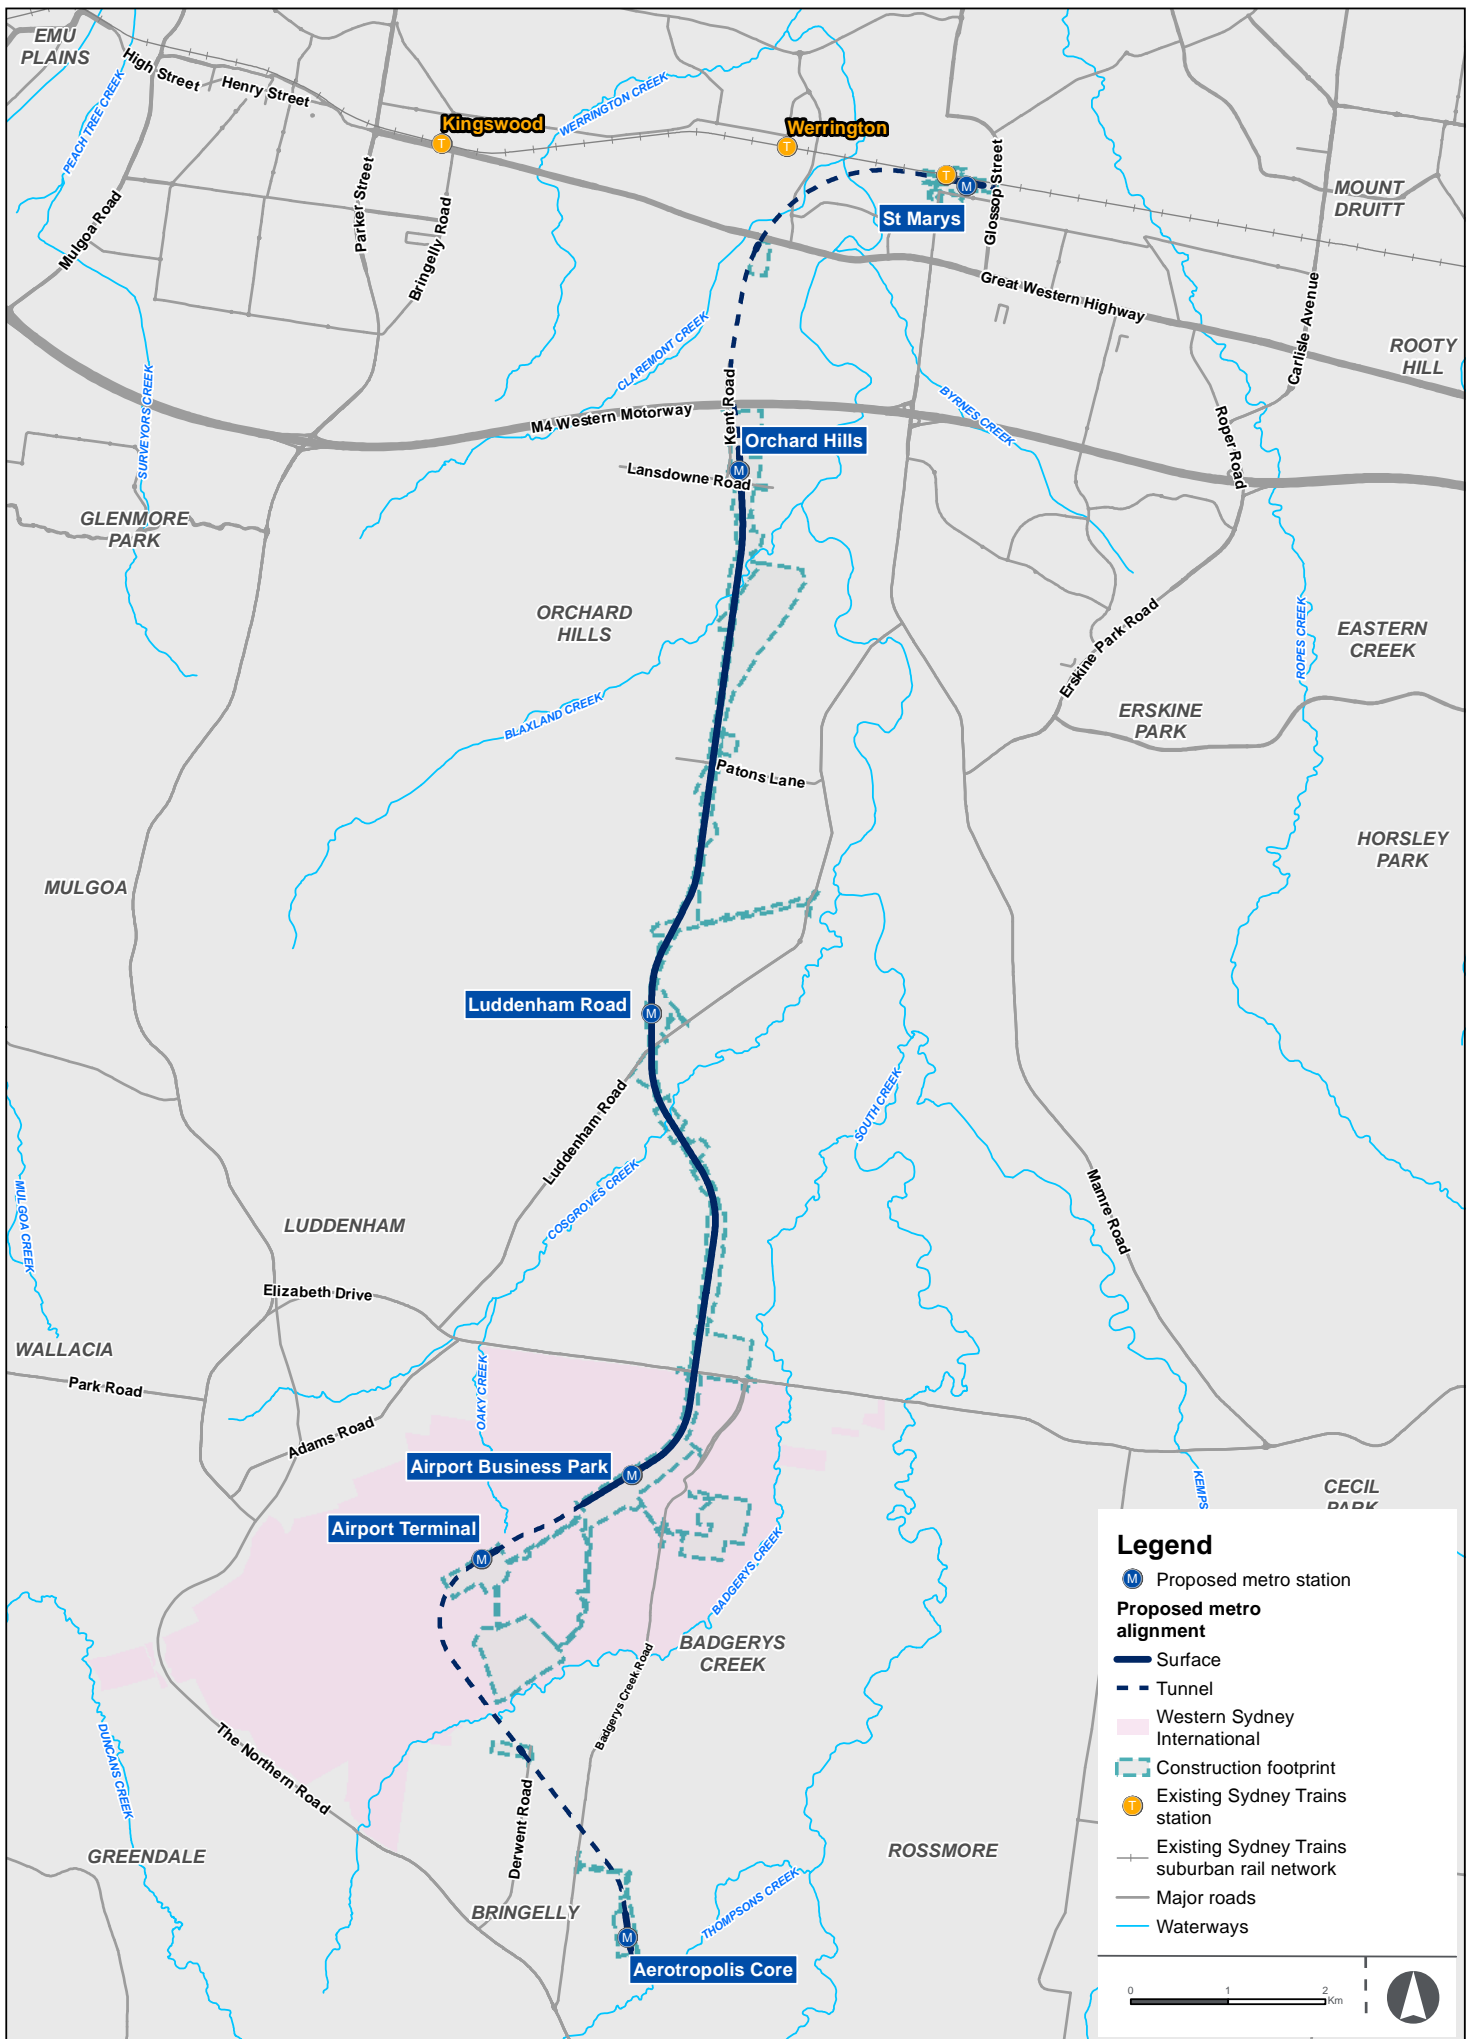 EMU
PLAINS
High Street
Henry Street
PEACH TREE CREEK
Kingswood
WERRINGTON CREEK
Werrington
T
T
T
M
St Marys
Glossop Street
MOUNT
DRUITT
Mulgoa Road
Parker Street
Bringelly Road
Great Western Highway
Carlisle Avenue
ROOTY
HILL
CLAREMONT CREEK
SURVEYORS CREEK
Kent Road
M4 Western Motorway
BYRNES CREEK
Roper Road
Orchard Hills
M
Lansdowne Road
GLENMORE
PARK
ORCHARD
HILLS
Erskine Park Road
ROPES CREEK
EASTERN
CREEK
BLAXLAND CREEK
ERSKINE
PARK
Patons Lane
HORSLEY
PARK
MULGOA
Luddenham Road
M
Luddenham Road
SOUTH CREEK
COSGROVES CREEK
MULGOA CREEK
LUDDENHAM
Mamre Road
Elizabeth Drive
WALLACIA
Park Road
OAKY CREEK
Adams Road
Airport Business Park
M
KEMPS
CECIL
PARK
Airport Terminal
M
BADGERYS CREEK
BADGERYS
CREEK
Badgerys Creek Road
DUNCANS CREEK
The Northern Road
Derwent Road
GREENDALE
ROSSMORE
BRINGELLY
THOMPSONS CREEK
M
Aerotropolis Core
Legend
M
Proposed metro station
Proposed metro
alignment
Surface
Tunnel
Western Sydney
International
Construction footprint
T
Existing Sydney Trains
station
Existing Sydney Trains
suburban rail network
Major roads
Waterways
0 1 2
Km